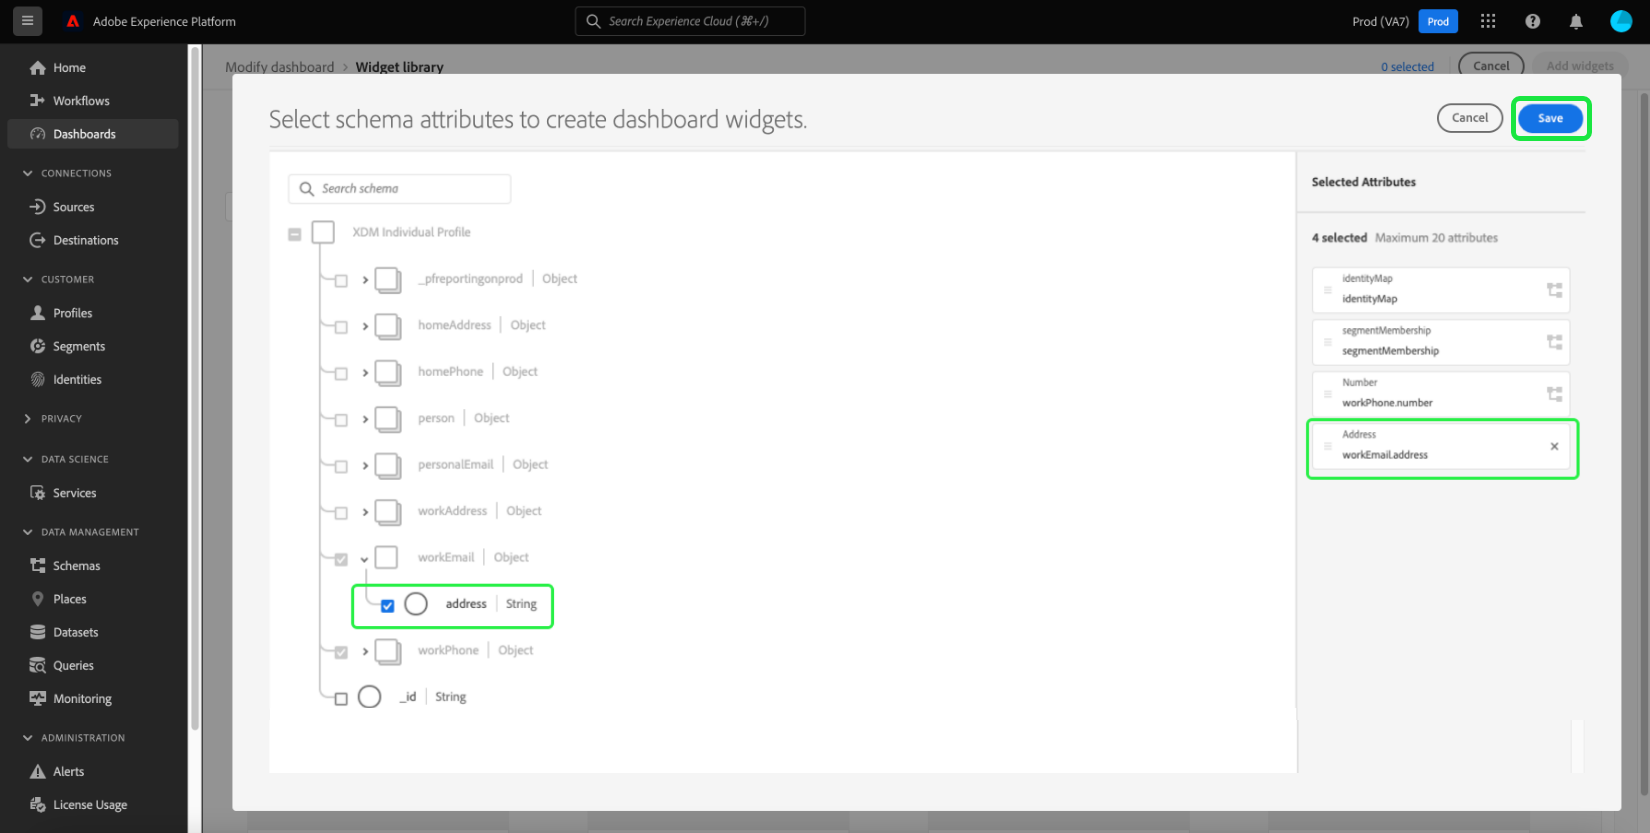 Adobe Experience Platform
Search Experience Cloud (⌘+/)
Prod (VA7)
Prod
Home
Workflows
Dashboards
CONNECTIONS
Sources
Destinations
CUSTOMER
Profiles
Segments
Identities
PRIVACY
DATA SCIENCE
Services
DATA MANAGEMENT
Schemas
Places
Datasets
Queries
Monitoring
ADMINISTRATION
Alerts
License Usage
Modify dashboard > Widget library
0 selected
Cancel
Add widgets
Select schema attributes to create dashboard widgets.
Cancel
Save
Search schema
XDM Individual Profile
_pfreportingonprod | Object
homeAddress | Object
homePhone | Object
person | Object
personalEmail | Object
workAddress | Object
workEmail | Object
address | String
workPhone | Object
_id | String
Selected Attributes
4 selected Maximum 20 attributes
identityMap
identityMap
segmentMembership
segmentMembership
Number
workPhone.number
Address
workEmail.address